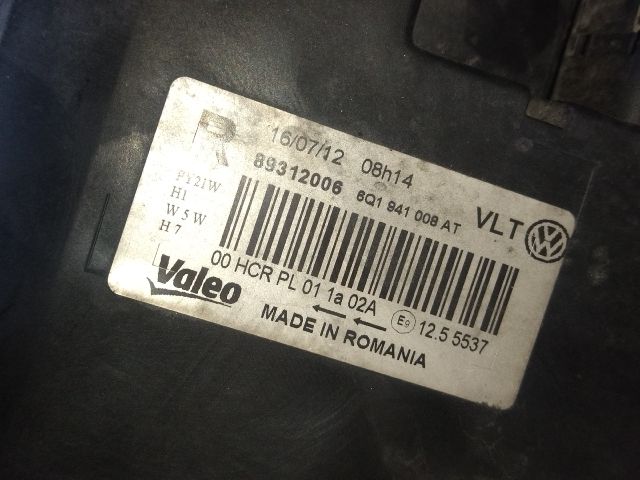 R
16/07/12 08h14
89312006 6Q1 941 008 AT
VLT
PY21W
H1
W5W
H7
00 HCR PL 01 1a 02A
Valeo
E9 12.5 5537
MADE IN ROMANIA